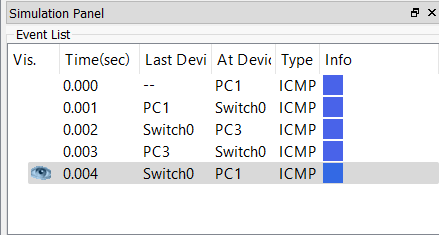 Simulation Panel
Event List
Vis. Time(sec) Last Devi At Devic Type Info
0.000 -- PC1 ICMP
0.001 PC1 Switch0 ICMP
0.002 Switch0 PC3 ICMP
0.003 PC3 Switch0 ICMP
0.004 Switch0 PC1 ICMP